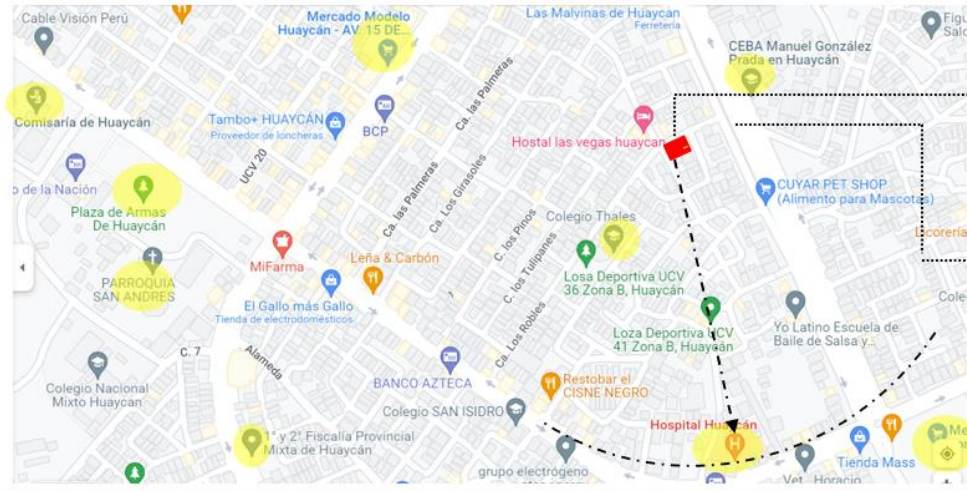 Cable Visión Perú
Mercado Modelo
Huaycán - AV. 15 DE...
Las Malvinas de Huaycan
Ferretería
CEBA Manuel González
Prada en Huaycán
Comisaría de Huaycán
Tambo+ HUAYCÁN
Proveedor de loncheras
BCP
Ca. las Palmeras
Hostal las vegas huaycan
UCV 20
Ca. las Palmeras
Ca. Los Girasoles
o de la Nación
Plaza de Armas
De Huaycán
CUYAR PET SHOP
(Alimento para Mascotas)
C. los Pinos
Colegio Thales
C. los Tulipanes
Licorería
MiFarma
Leña & Carbón
Losa Deportiva UCV
36 Zona B, Huaycán
PARROQUIA
SAN ANDRES
El Gallo más Gallo
Tienda de electrodomésticos
Ca. Los Robles
Loza Deportiva UCV
41 Zona B, Huaycán
Yo Latino Escuela de
Baile de Salsa y...
Cole
C. 7
Alameda
BANCO AZTECA
Restobar el
CISNE NEGRO
Colegio Nacional
Mixto Huaycan
Colegio SAN ISIDRO
Hospital Huaycán
H
1° y 2° Fiscalía Provincial
Mixta de Huaycán
grupo electrógeno
Tienda Mass
Me
Vet. Horacio